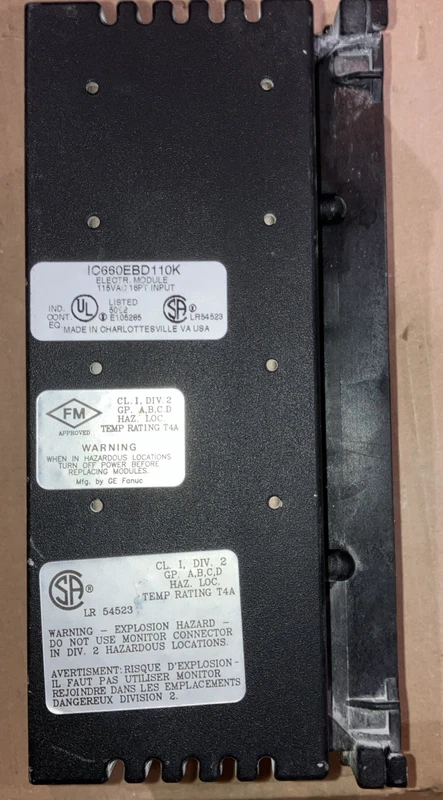 IC660EBD110K
ELECTR. MODULE
115VAC 16PT INPUT
IND.
CONT.
EQ
UL
LISTED
E105285
SA
LR54523
MADE IN CHARLOTTESVILLE VA USA
FM
APPROVED
CL. I, DIV. 2
GP. A,B,C,D
HAZ. LOC.
TEMP RATING T4A
WARNING
WHEN IN HAZARDOUS LOCATIONS
TURN OFF POWER BEFORE
REPLACING MODULES.
Mfg. by GE Fanuc
SA ®
LR 54523
CL. I, DIV. 2
GP. A,B,C,D
HAZ. LOC.
TEMP RATING T4A
WARNING – EXPLOSION HAZARD –
DO NOT USE MONITOR CONNECTOR
IN DIV. 2 HAZARDOUS LOCATIONS.
AVERTISMENT: RISQUE D'EXPLOSION -
IL FAUT PAS UTILISER MONITOR
REJOINDRE DANS LES EMPLACEMENTS
DANGEREUX DIVISION 2.